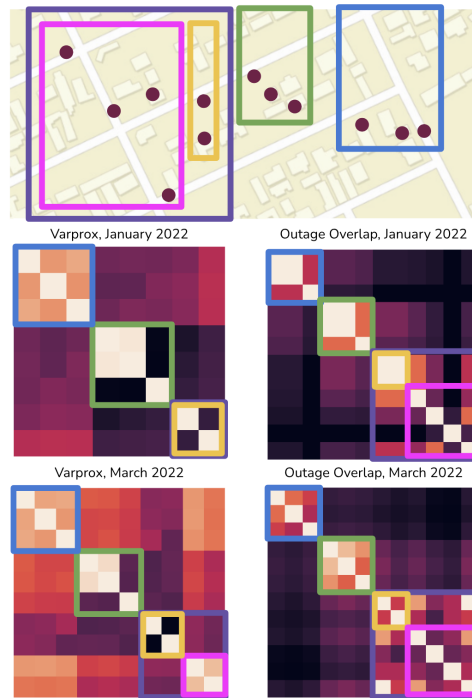 Varprox, January 2022
Outage Overlap, January 2022
Varprox, March 2022
Outage Overlap, March 2022